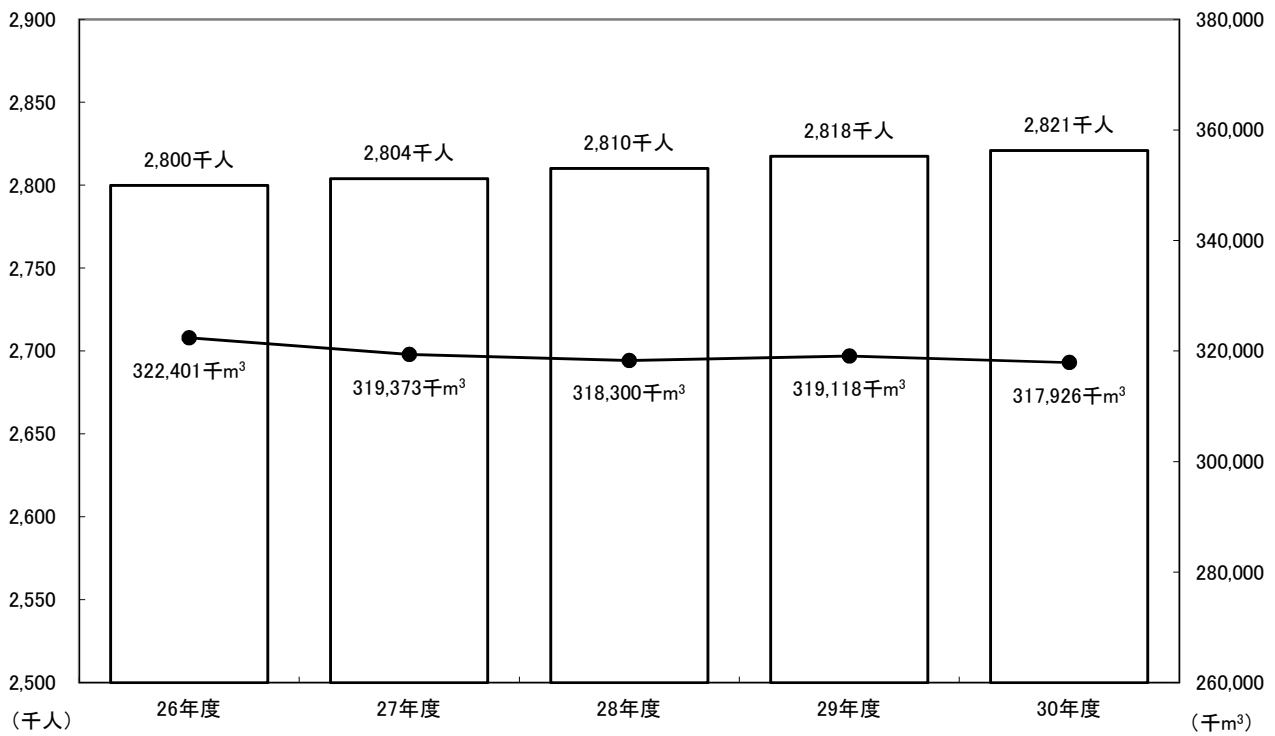 2,900
2,850
2,800
2,750
2,700
2,650
2,600
2,550
2,500
（千人）
380,000
360,000
340,000
320,000
300,000
280,000
260,000
（千m³）
2,800千人
2,804千人
2,810千人
2,818千人
2,821千人
322,401千m³
319,373千m³
318,300千m³
319,118千m³
317,926千m³
26年度
27年度
28年度
29年度
30年度